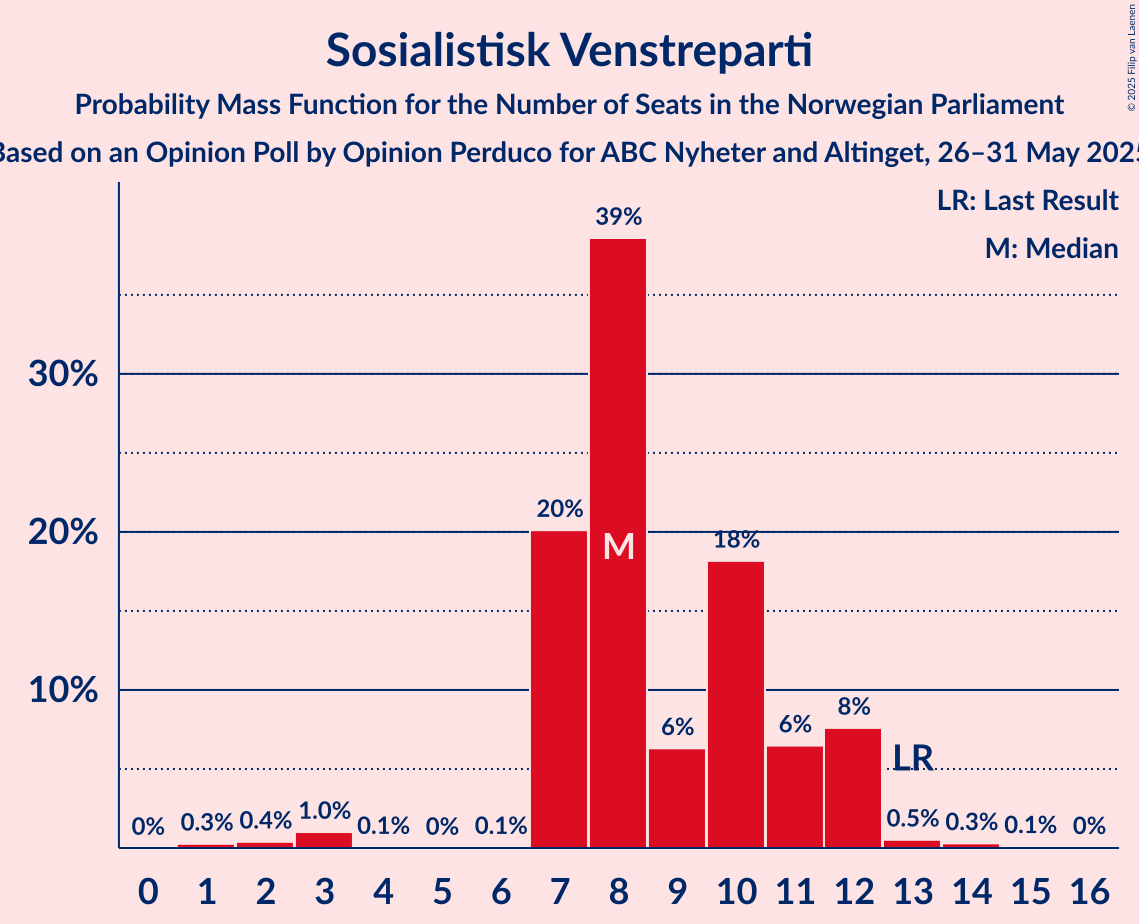 Sosialistisk Venstreparti
Probability Mass Function for the Number of Seats in the Norwegian Parliament
Based on an Opinion Poll by Opinion Perduco for ABC Nyheter and Altinget, 26–31 May 2025
© 2025 Filip van Laenen
LR: Last Result
M: Median
39%
30%
20%
20%
M
18%
10%
8%
6%
6%
LR
0% 0.3% 0.4% 1.0% 0.1% 0% 0.1% 0.5% 0.3% 0.1% 0%
0 1 2 3 4 5 6 7 8 9 10 11 12 13 14 15 16